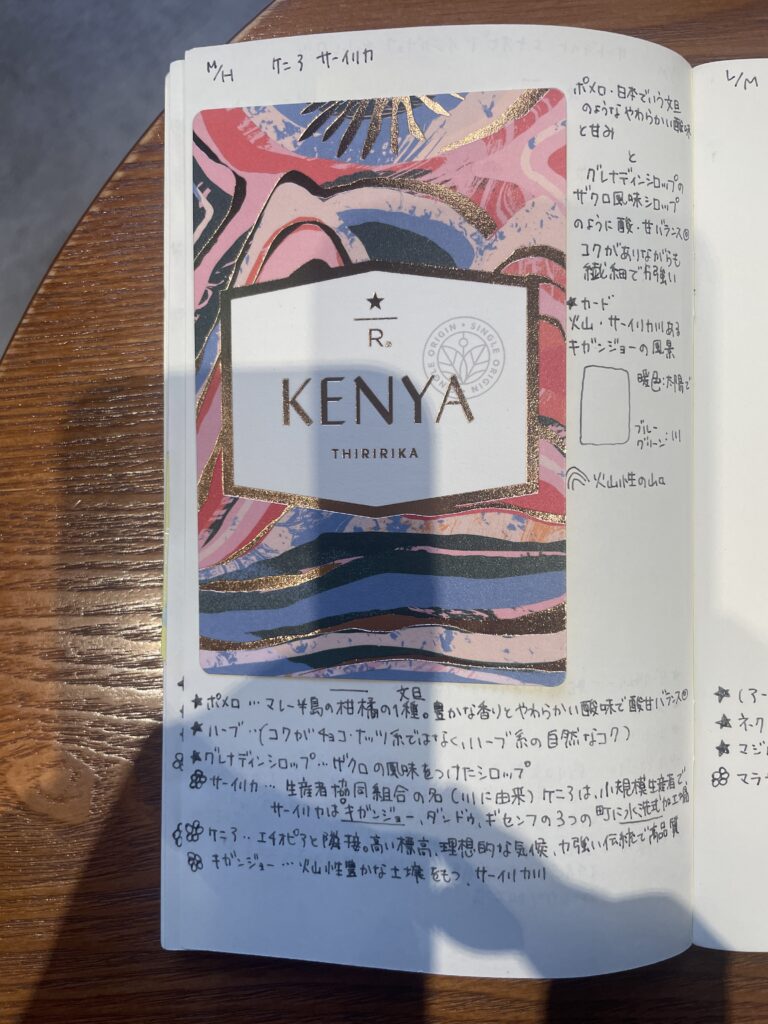 M/H ケニア サーイリカ
L/M
ポメロ・日本でいう文旦
のようなやわらかい酸味
と甘み
と
グレナディンシロップの
ザクロ風味シロップ
のように酸・甘バランス◎
コクがありながらも
繊細で力強い
★カード
火山・サーイリカ川ある
キガンジョーの風景
暖色:太陽で
ブルー
グリーン:川
火山性の山
★
R
SINGLE ORIGIN • SINGLE ORIGIN
KENYA
THIRIRIKA
文旦
★ポメロ…マレー半島の柑橘の1種。豊かな香りとやわらかい酸味で酸甘バランス◎
★ハーブ‥(コクがチョコ・ナッツ系ではなく、ハーブ系の自然なコク)
★グレナディンシロップ…ザクロの風味をつけたシロップ
サーイリカ…生産者協同組合の名(川に由来)ケニアは、小規模生産者で、
サーイリカはキガンジョー、ダンドゥ、ギセンフの3つの町に水洗式加工場
ケニア‥エチオピアと隣接。高い標高、理想的な気候、力強い伝統で高品質
キガンジョー…火山性豊かな土壌をもつ、サーイリカ川
★(アー
★ネク
★マジ
マラ